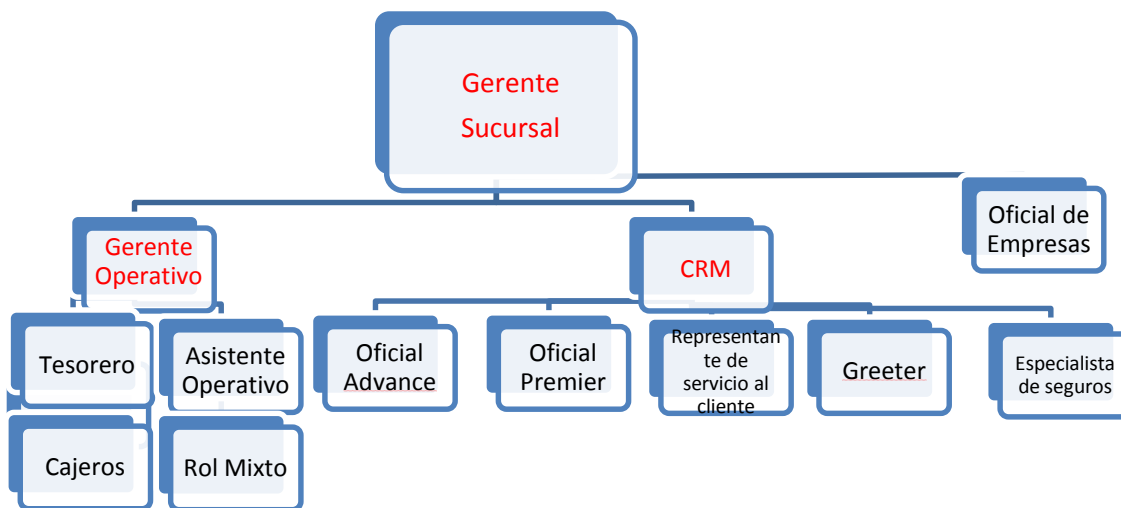 Gerente
Sucursal
Oficial de
Empresas
Gerente
Operativo
CRM
Tesorero
Asistente
Operativo
Oficial
Advance
Oficial
Premier
Representan
te de
servicio al
cliente
Greeter
Especialista
de seguros
Cajeros
Rol Mixto